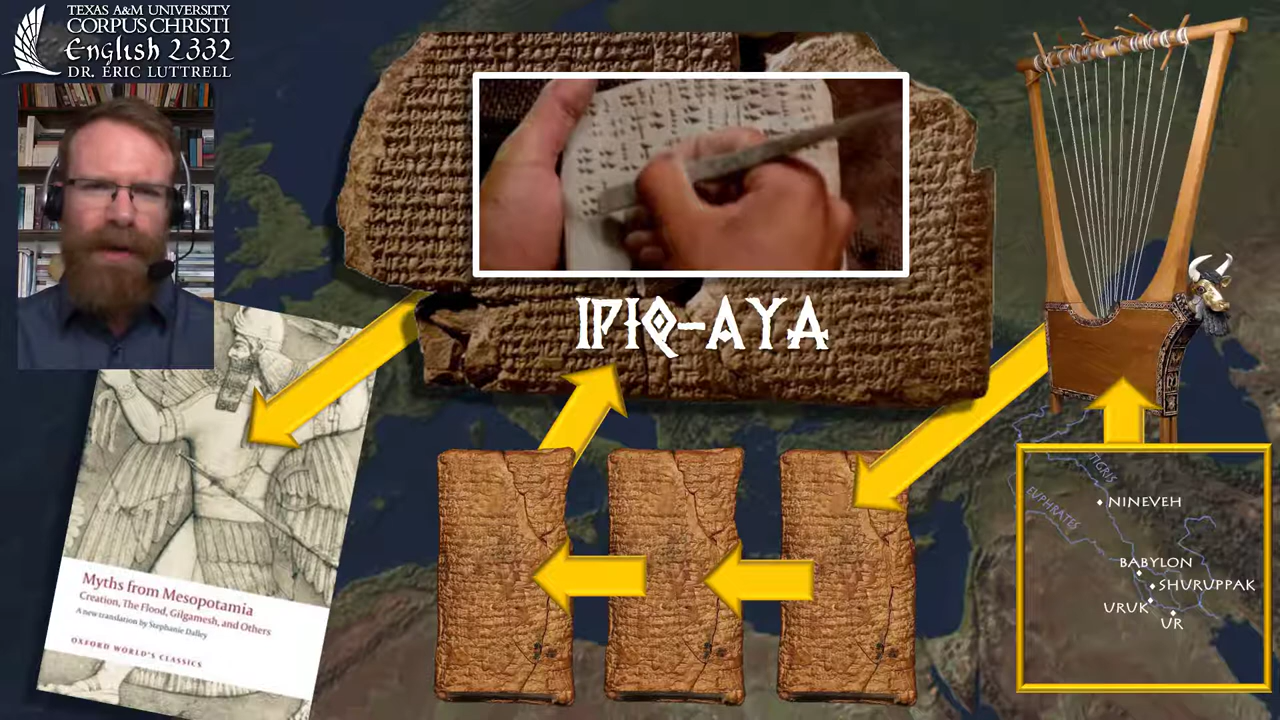 TEXAS A&M UNIVERSITY
CORPUS CHRISTI
English 2332
DR. ERIC LUTTRELL
IPIQ-AYA
Myths from Mesopotamia
Creation, The Flood, Gilgamesh, and Others
A new translation by Stephanie Dalley
OXFORD WORLD'S CLASSICS
TIGRIS
EUPHRATES
NINEVEH
BABYLON
SHURUPPAK
URUK
UR